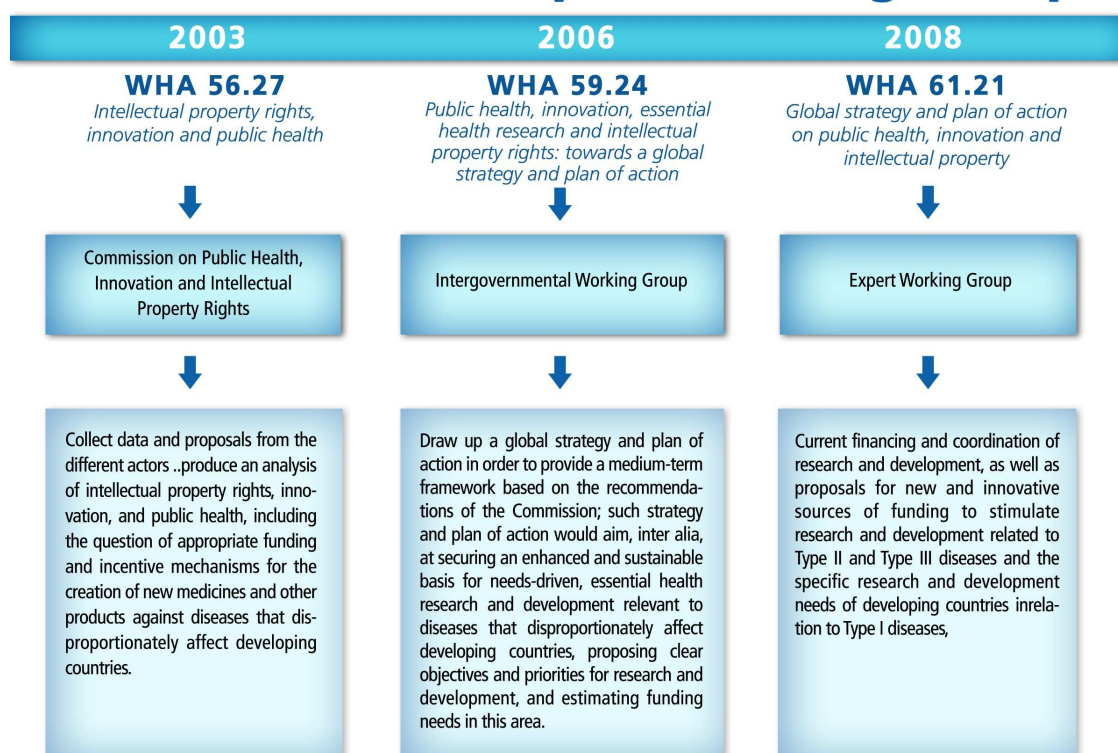 2003
WHA 56.27
Intellectual property rights,
innovation and public health
Commission on Public Health,
Innovation and Intellectual
Property Rights
Collect data and proposals from the
different actors ..produce an analysis
of intellectual property rights, inno-
vation, and public health, including
the question of appropriate funding
and incentive mechanisms for the
creation of new medicines and other
products against diseases that dis-
proportionately affect developing
countries.
2006
WHA 59.24
Public health, innovation, essential
health research and intellectual
property rights: towards a global
strategy and plan of action
Intergovernmental Working Group
Draw up a global strategy and plan of
action in order to provide a medium-term
framework based on the recommenda-
tions of the Commission; such strategy
and plan of action would aim, inter alia,
at securing an enhanced and sustainable
basis for needs-driven, essential health
research and development relevant to
diseases that disproportionately affect
developing countries, proposing clear
objectives and priorities for research and
development, and estimating funding
needs in this area.
2008
WHA 61.21
Global strategy and plan of action
on public health, innovation and
intellectual property
Expert Working Group
Current financing and coordination of
research and development, as well as
proposals for new and innovative
sources of funding to stimulate
research and development related to
Type II and Type III diseases and the
specific research and development
needs of developing countries inrela-
tion to Type I diseases,